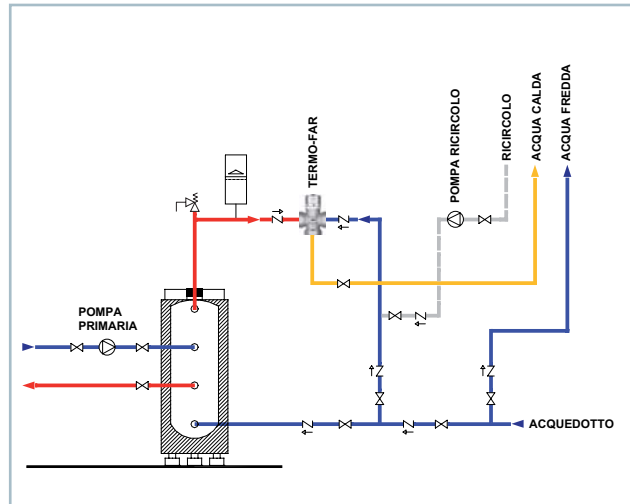 TERMO-FAR
POMPA RICIRCOLO
RICIRCOLO
ACQUA CALDA
ACQUA FREDDA
POMPA
PRIMARIA
ACQUEDOTTO